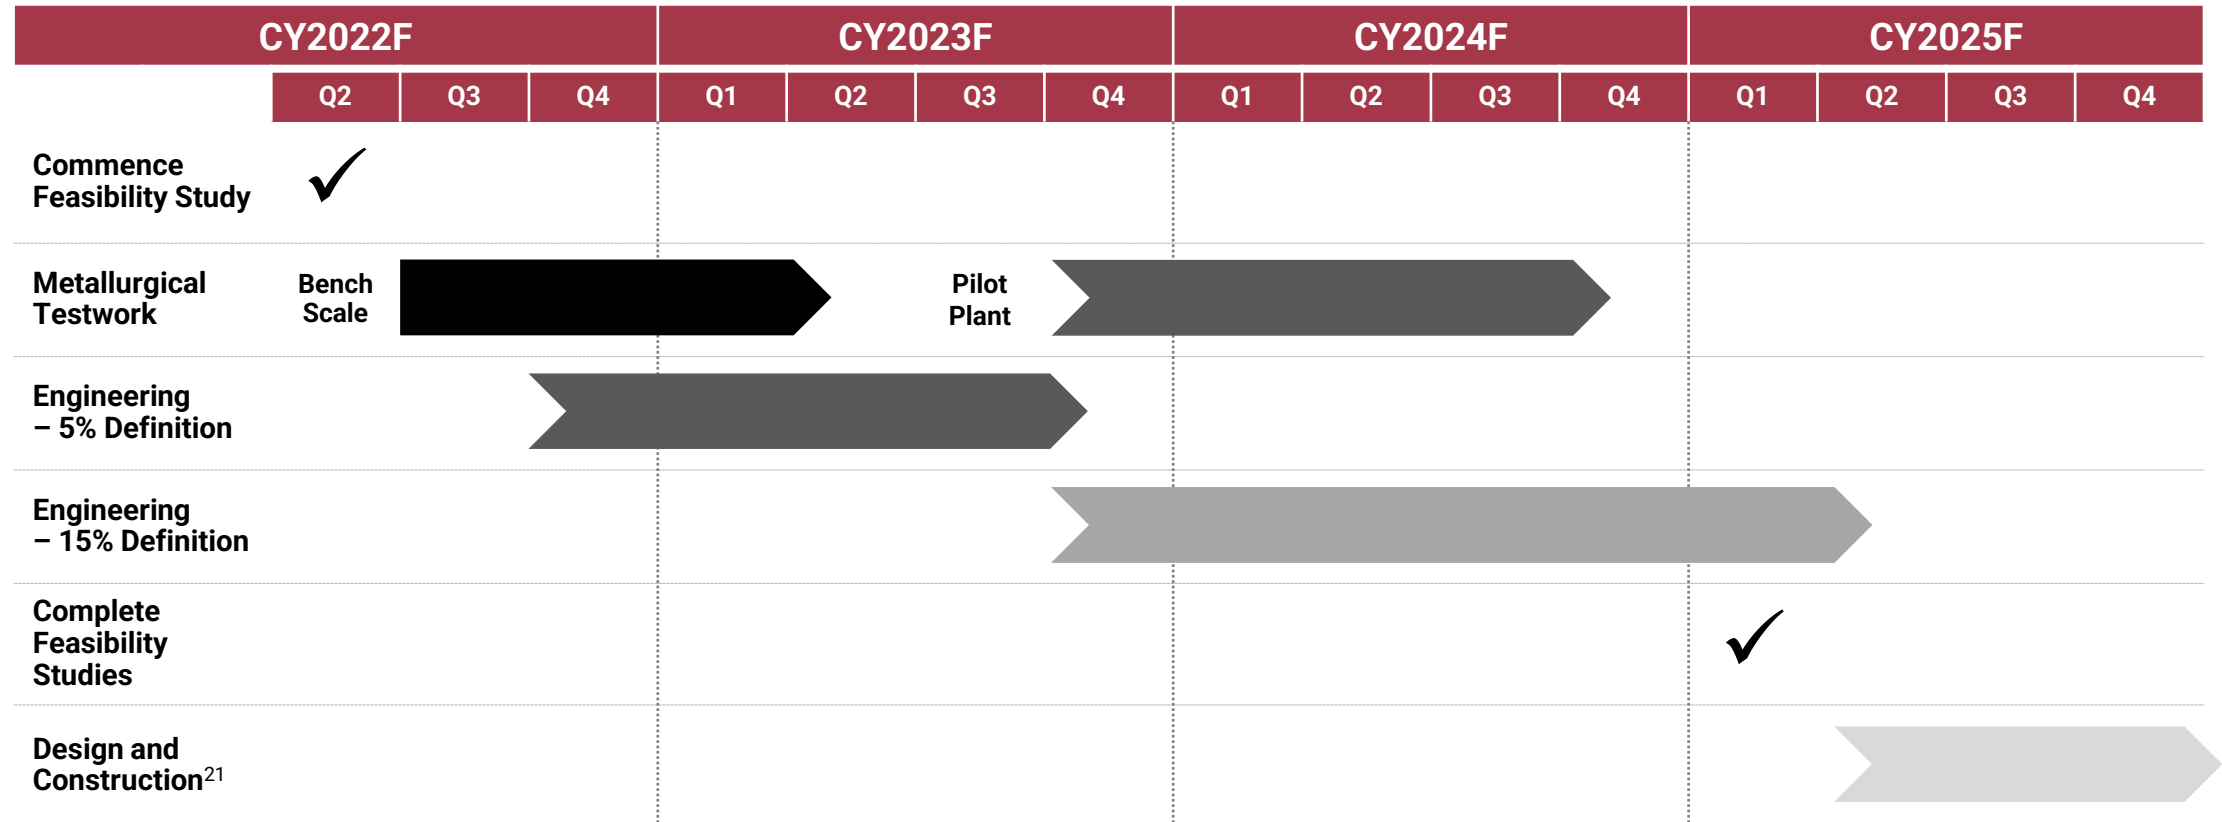 CY2022F CY2023F CY2024F CY2025F
Q2 Q3 Q4 Q1 Q2 Q3 Q4 Q1 Q2 Q3 Q4 Q1 Q2 Q3 Q4
Commence
Feasibility Study
Metallurgical
Testwork
Bench
Scale
Pilot
Plant
Engineering
– 5% Definition
Engineering
– 15% Definition
Complete
Feasibility
Studies
Design and
Construction21